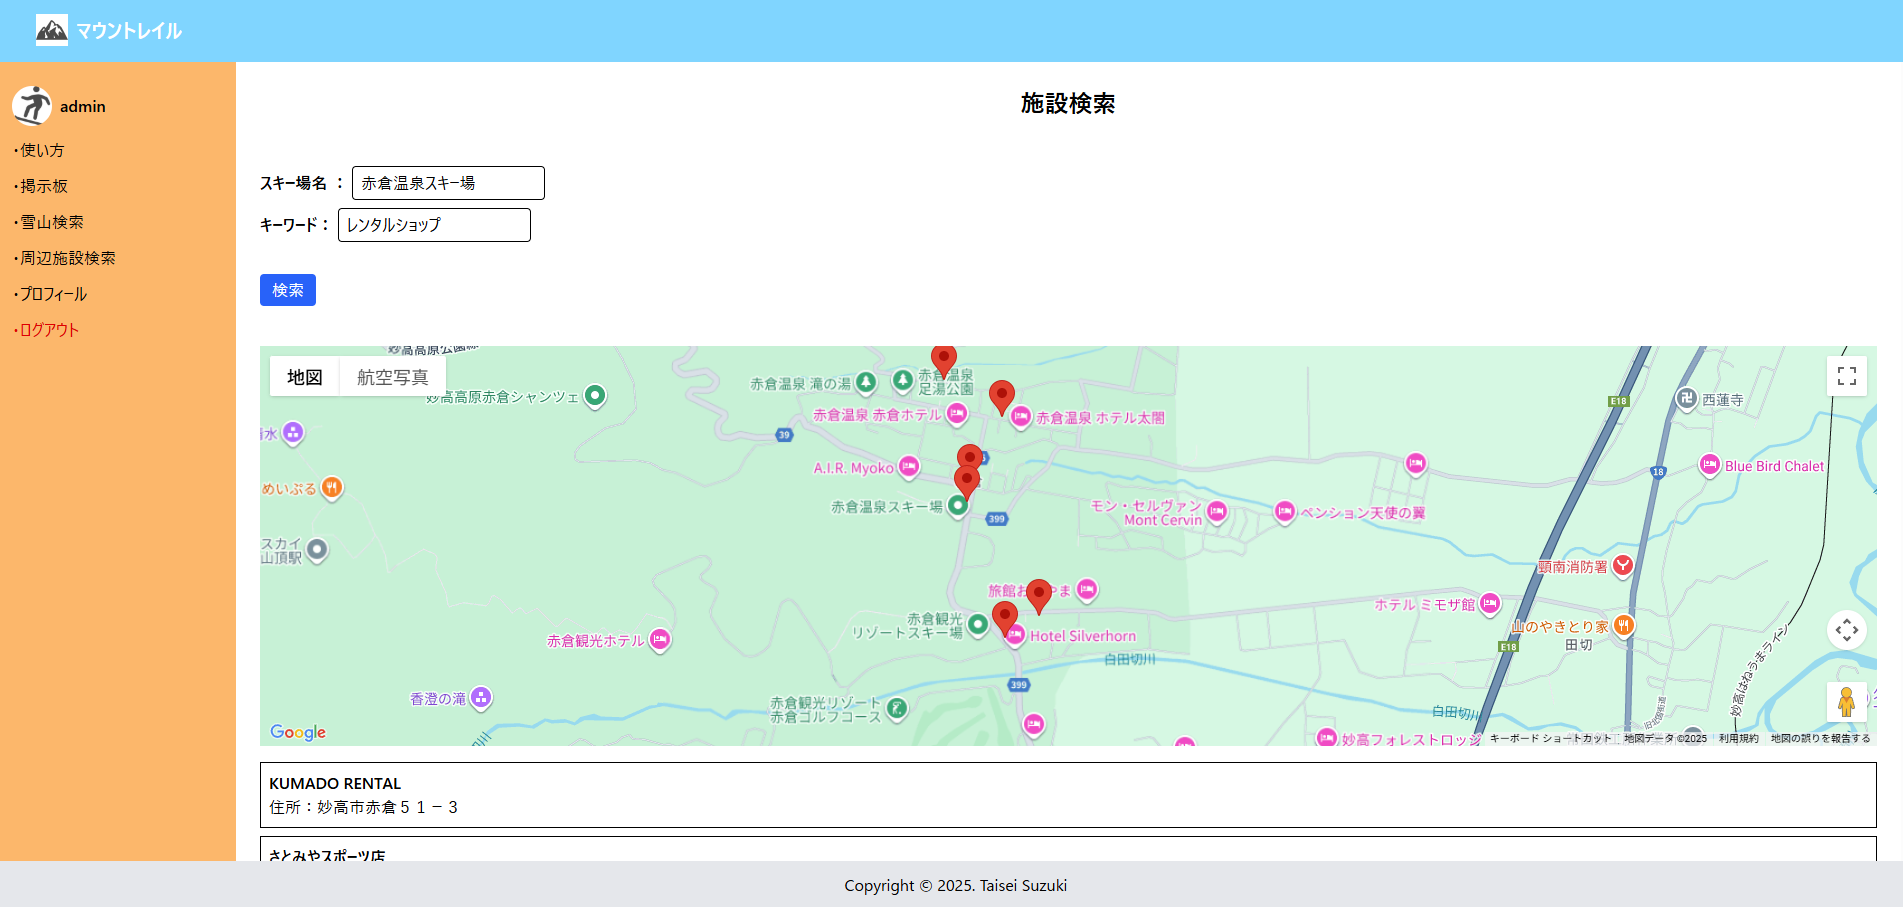 マウントレイル
admin
・使い方
・掲示板
・雪山検索
・周辺施設検索
・プロフィール
・ログアウト
施設検索
スキー場名 ： 赤倉温泉スキー場
キーワード： レンタルショップ
検索
地図 航空写真
妙高高原赤倉シャンツェ
赤倉温泉 滝の湯
赤倉温泉
足湯公園
赤倉温泉 赤倉ホテル
赤倉温泉 ホテル太閤
39
A.I.R. Myoko
赤倉温泉スキー場
399
めいぷる
スカイ
山頂駅
モン・セルヴァン
Mont Cervin
ペンション天使の翼
E18
西蓮寺
18
Blue Bird Chalet
頸南消防署
ホテル ミモザ館
山のやきとり家
田切
E18
赤倉観光
リゾートスキー場
Hotel Silverhorn
白田切川
赤倉観光ホテル
399
香澄の滝
赤倉観光リゾート
赤倉ゴルフコース
白田切川
妙高はねうまライン
妙高フォレストロッジ
Google
キーボード ショートカット 地図データ ©2025 利用規約 地図の誤りを報告する
KUMADO RENTAL
住所：妙高市赤倉５１－３
さとみやスポーツ店
Copyright © 2025. Taisei Suzuki